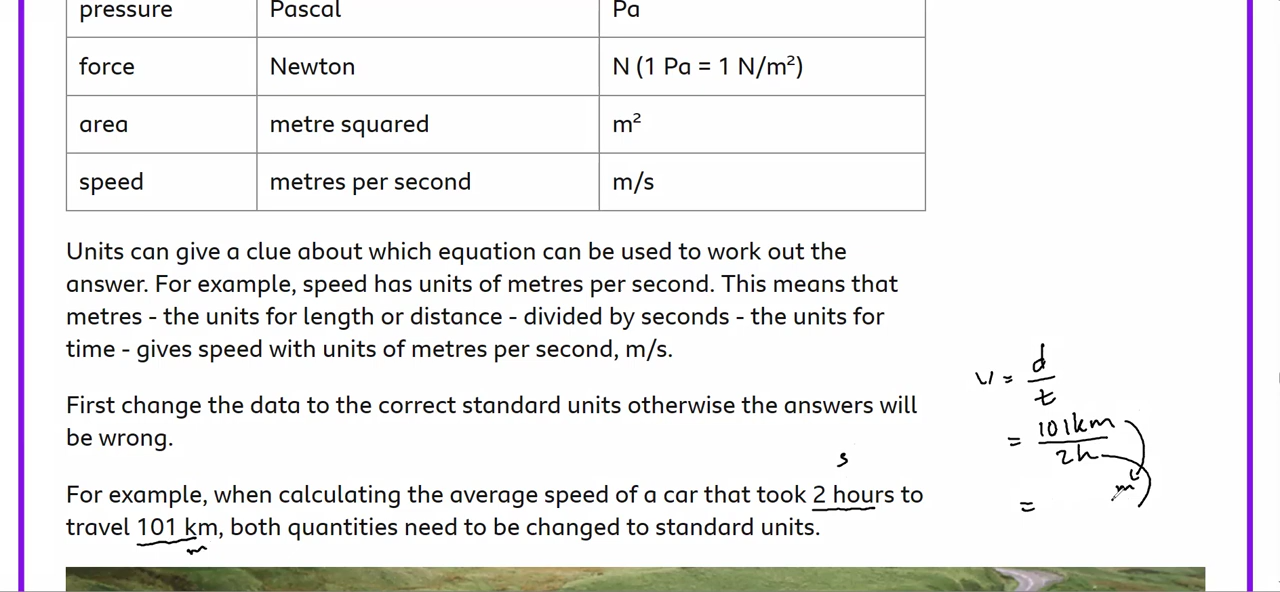 pressure Pascal Pa
force Newton N (1 Pa = 1 N/m²)
area metre squared m²
speed metres per second m/s
Units can give a clue about which equation can be used to work out the
answer. For example, speed has units of metres per second. This means that
metres - the units for length or distance - divided by seconds - the units for
time - gives speed with units of metres per second, m/s.
First change the data to the correct standard units otherwise the answers will
be wrong.
s
For example, when calculating the average speed of a car that took 2 hours to
travel 101 km, both quantities need to be changed to standard units.
m
v = d
t
= 101km
2h
= m